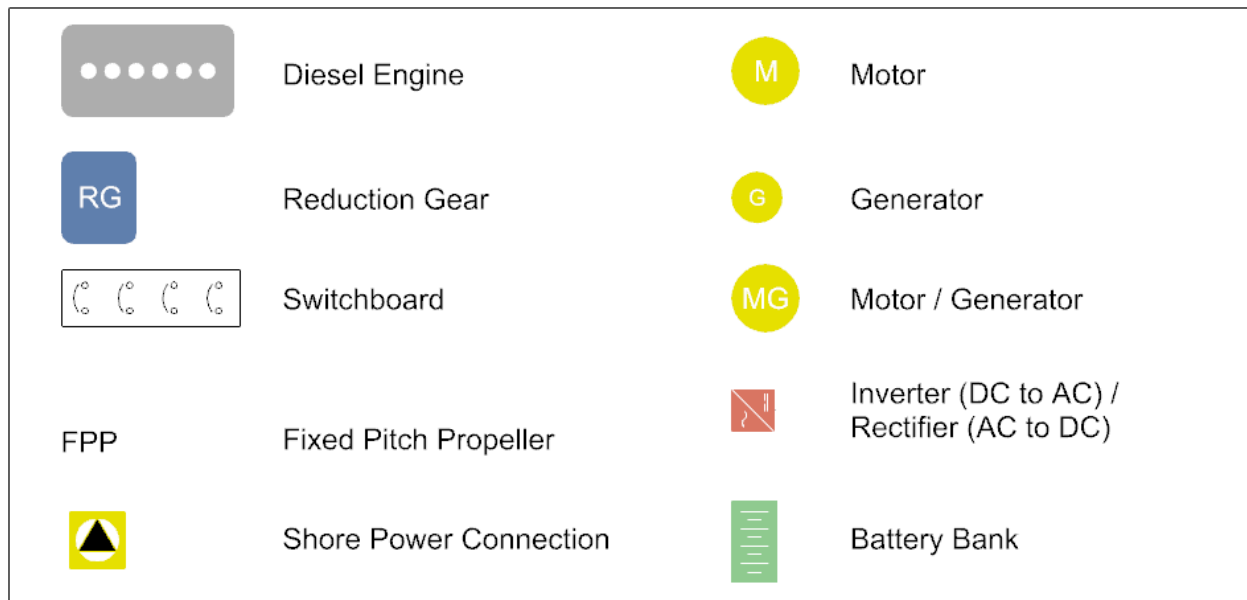 Diesel Engine
M
Motor
RG
Reduction Gear
G
Generator
Switchboard
MG
Motor / Generator
FPP
Fixed Pitch Propeller
Inverter (DC to AC) /
Rectifier (AC to DC)
Shore Power Connection
Battery Bank